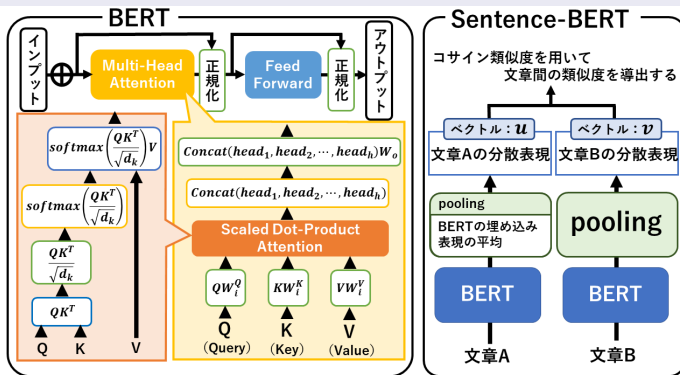 BERT
インプット
Multi-Head
Attention
正規化
Feed
Forward
正規化
アウトプット
softmax(QK^T/√d_k)V
softmax(QK^T/√d_k)
QK^T/√d_k
QK^T
Q K V
Concat(head₁, head₂, ⋯, head_h)W_o
Concat(head₁, head₂, ⋯, head_h)
Scaled Dot-Product
Attention
QW_i^Q KW_i^K VW_i^V
Q K V
(Query) (Key) (Value)
Sentence-BERT
コサイン類似度を用いて
文章間の類似度を導出する
ベクトル：u ベクトル：v
文章Aの分散表現 文章Bの分散表現
pooling
BERTの埋め込み
表現の平均
pooling
BERT BERT
文章A 文章B